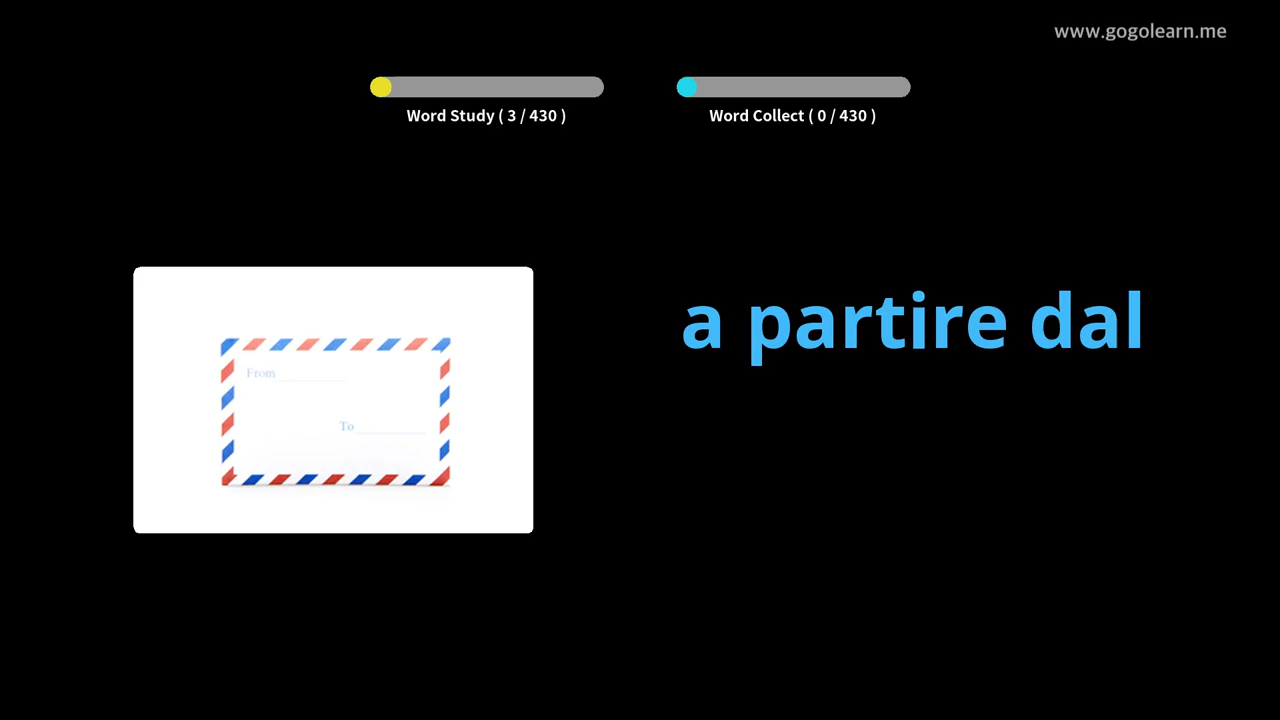 www.gogolearn.me
Word Study ( 3 / 430 )
Word Collect ( 0 / 430 )
a partire dal
From
To